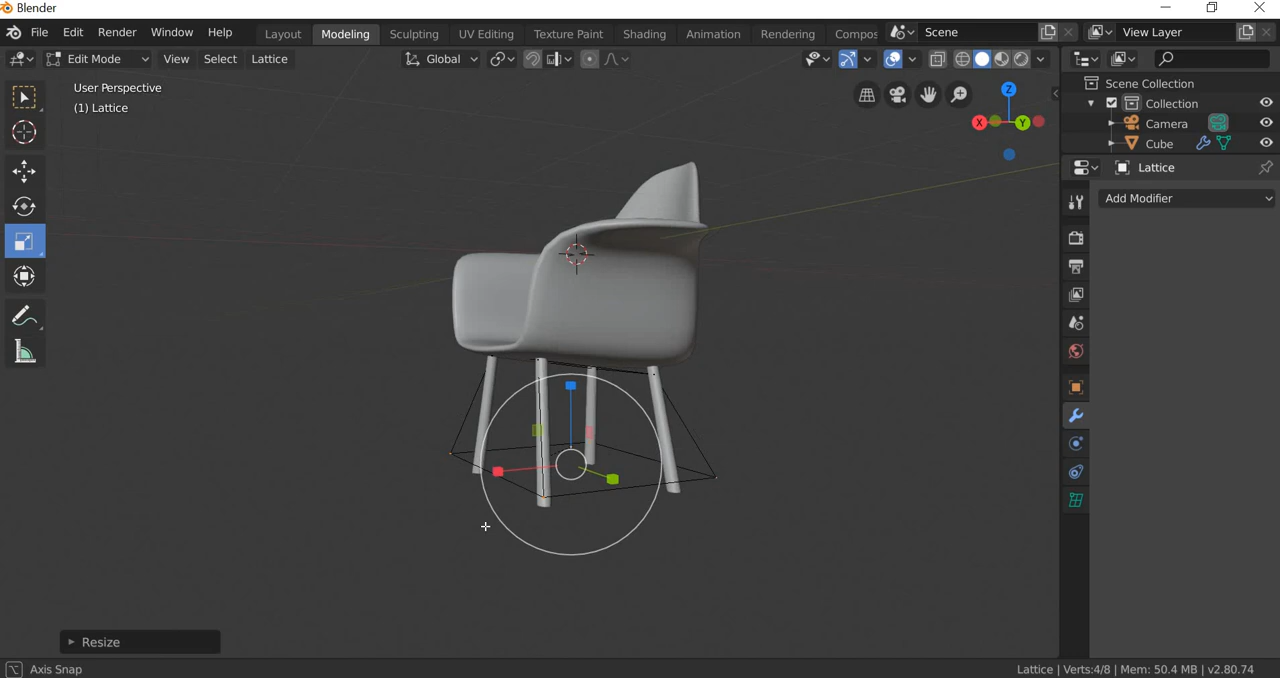 Blender
File Edit Render Window Help Layout Modeling Sculpting UV Editing Texture Paint Shading Animation Rendering Compos Scene View Layer
Edit Mode View Select Lattice Global
User Perspective
(1) Lattice
Z
X
Y
Scene Collection
Collection
Camera
Cube
Lattice
Add Modifier
Resize
Axis Snap Lattice | Verts:4/8 | Mem: 50.4 MB | v2.80.74